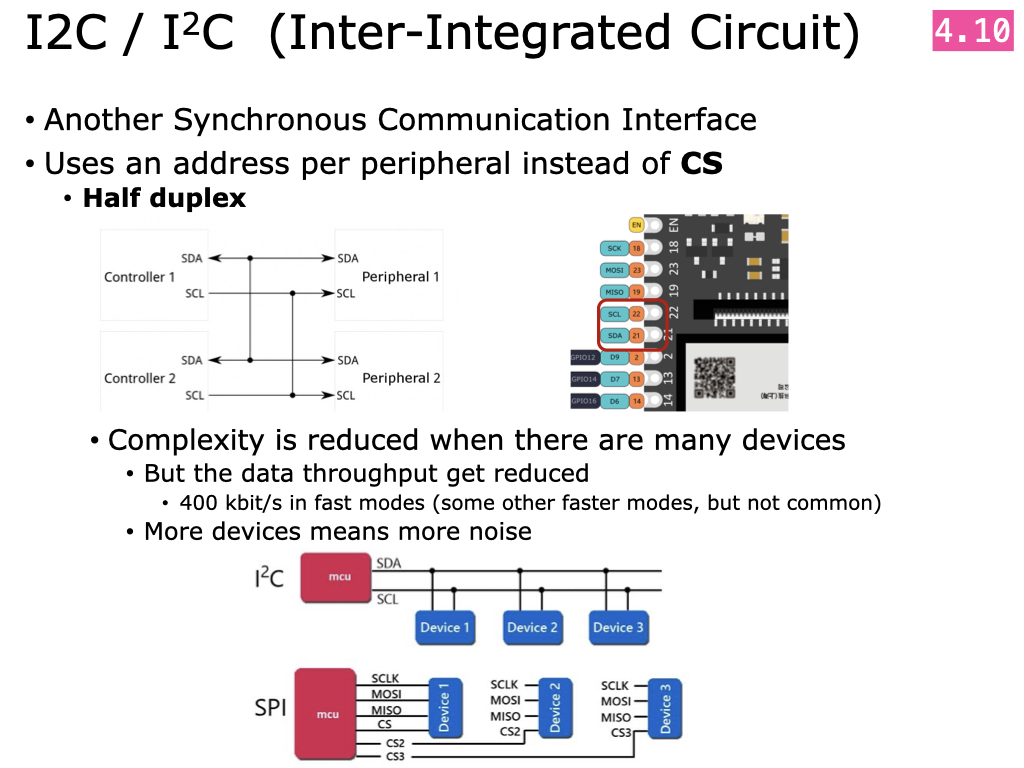 I2C / I²C (Inter-Integrated Circuit)
4.10
• Another Synchronous Communication Interface
• Uses an address per peripheral instead of CS
• Half duplex
SDA
SDA
Controller 1
Peripheral 1
SCL
SCL
SDA
SDA
Controller 2
Peripheral 2
SCL
SCL
EN
EN
SCK 18
18
MOSI 23
23
MISO 19
19
SCL 22
22
SDA 21
21
GPIO12 D9 2
2
GPIO14 D7 13
13
GPIO16 D6 14
14
• Complexity is reduced when there are many devices
• But the data throughput get reduced
• 400 kbit/s in fast modes (some other faster modes, but not common)
• More devices means more noise
I²C
mcu
SDA
SCL
Device 1
Device 2
Device 3
SPI
mcu
SCLK
MOSI
MISO
CS
CS2
CS3
Device 1
SCLK
MOSI
MISO
CS2
Device 2
SCLK
MOSI
MISO
CS3
Device 3